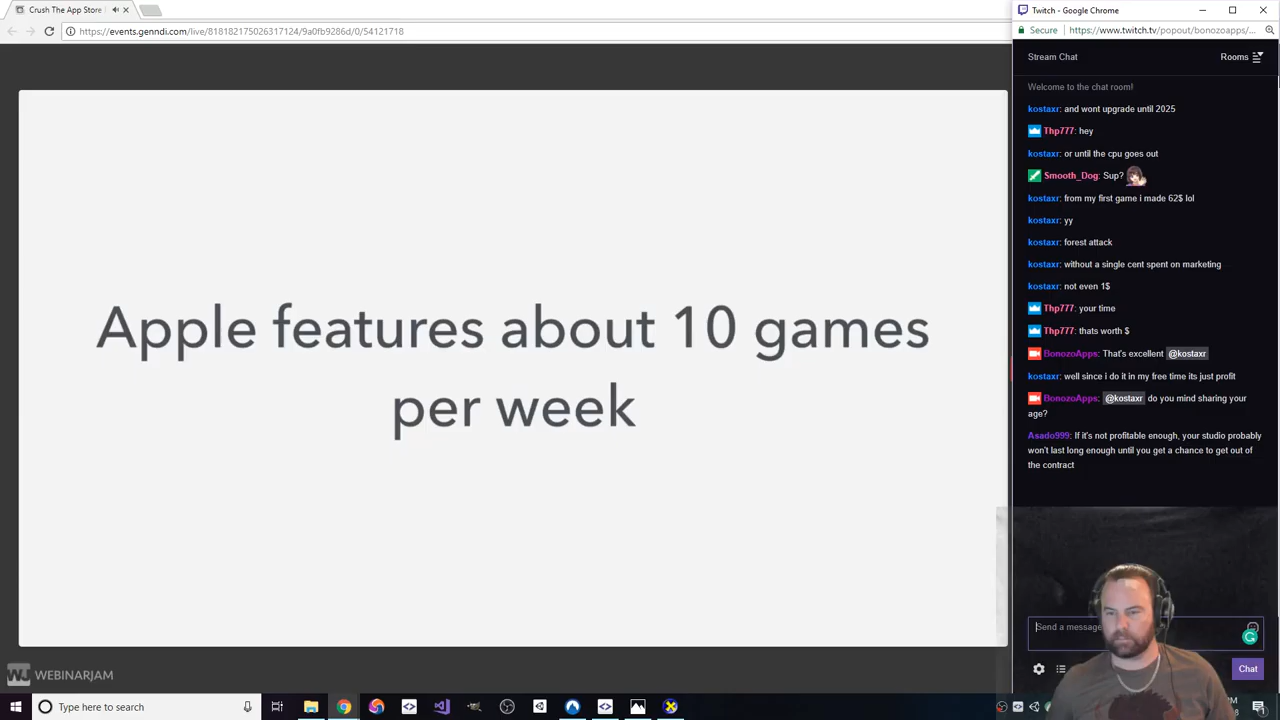 Crush The App Store
https://events.genndi.com/live/818182175026317124/9a0fb9286d/0/54121718
Apple features about 10 games
per week
WJ WEBINARJAM
Twitch - Google Chrome
Secure https://www.twitch.tv/popout/bonozoapps/...
Stream Chat Rooms
Welcome to the chat room!
kostaxr: and wont upgrade until 2025
Thp777: hey
kostaxr: or until the cpu goes out
Smooth_Dog: Sup?
kostaxr: from my first game i made 62$ lol
kostaxr: yy
kostaxr: forest attack
kostaxr: without a single cent spent on marketing
kostaxr: not even 1$
Thp777: your time
Thp777: thats worth $
BonozoApps: That's excellent @kostaxr
kostaxr: well since i do it in my free time its just profit
BonozoApps: @kostaxr do you mind sharing your
age?
Asado999: If it's not profitable enough, your studio probably
won't last long enough until you get a chance to get out of
the contract
Send a message
Chat
Type here to search